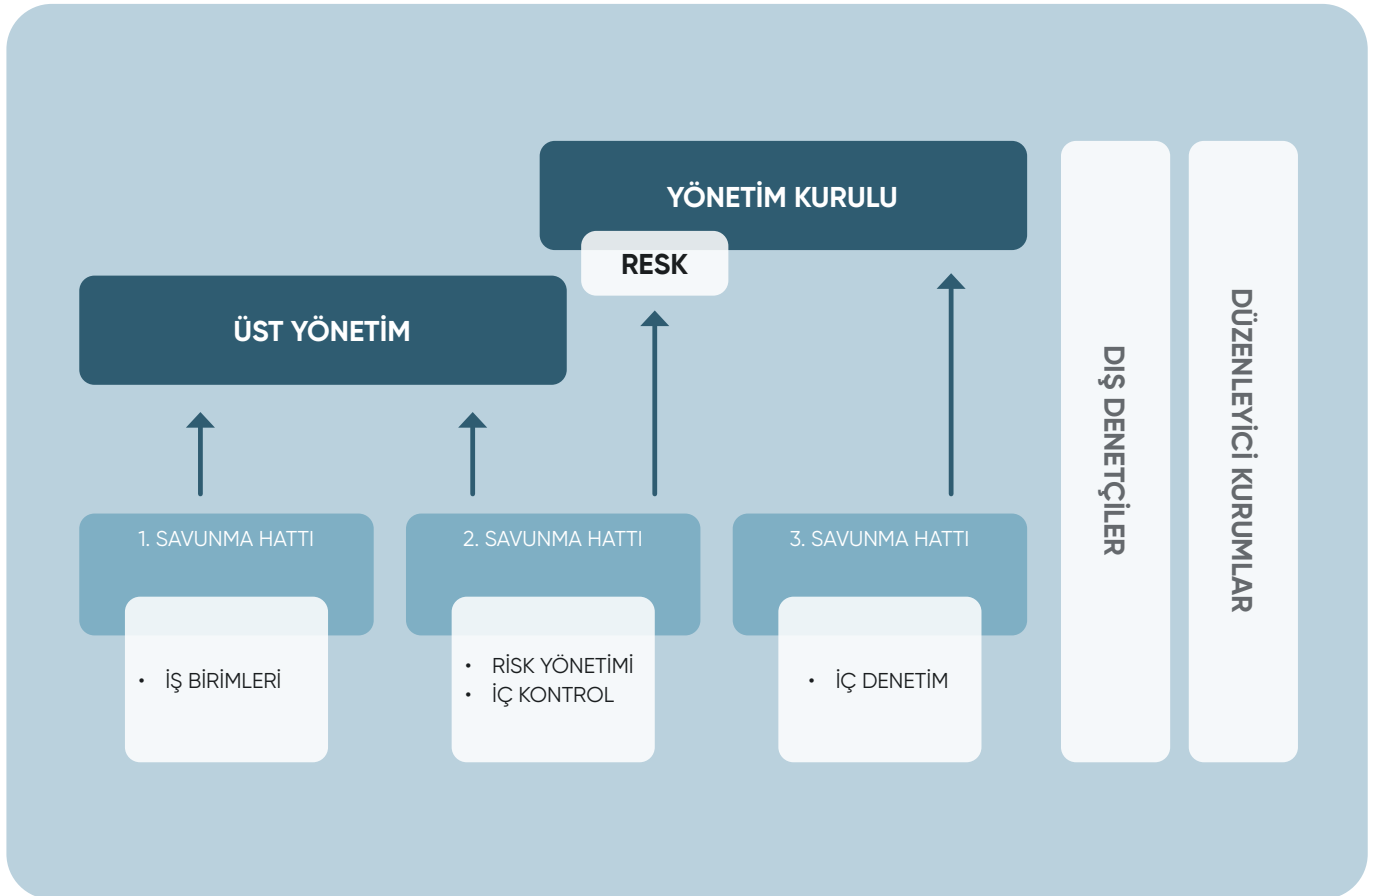 YÖNETİM KURULU
RESK
ÜST YÖNETİM
1. SAVUNMA HATTI
• İŞ BİRİMLERİ
2. SAVUNMA HATTI
• RİSK YÖNETİMİ
• İÇ KONTROL
3. SAVUNMA HATTI
• İÇ DENETİM
DIŞ DENETÇİLER
DÜZENLEYİCİ KURUMLAR